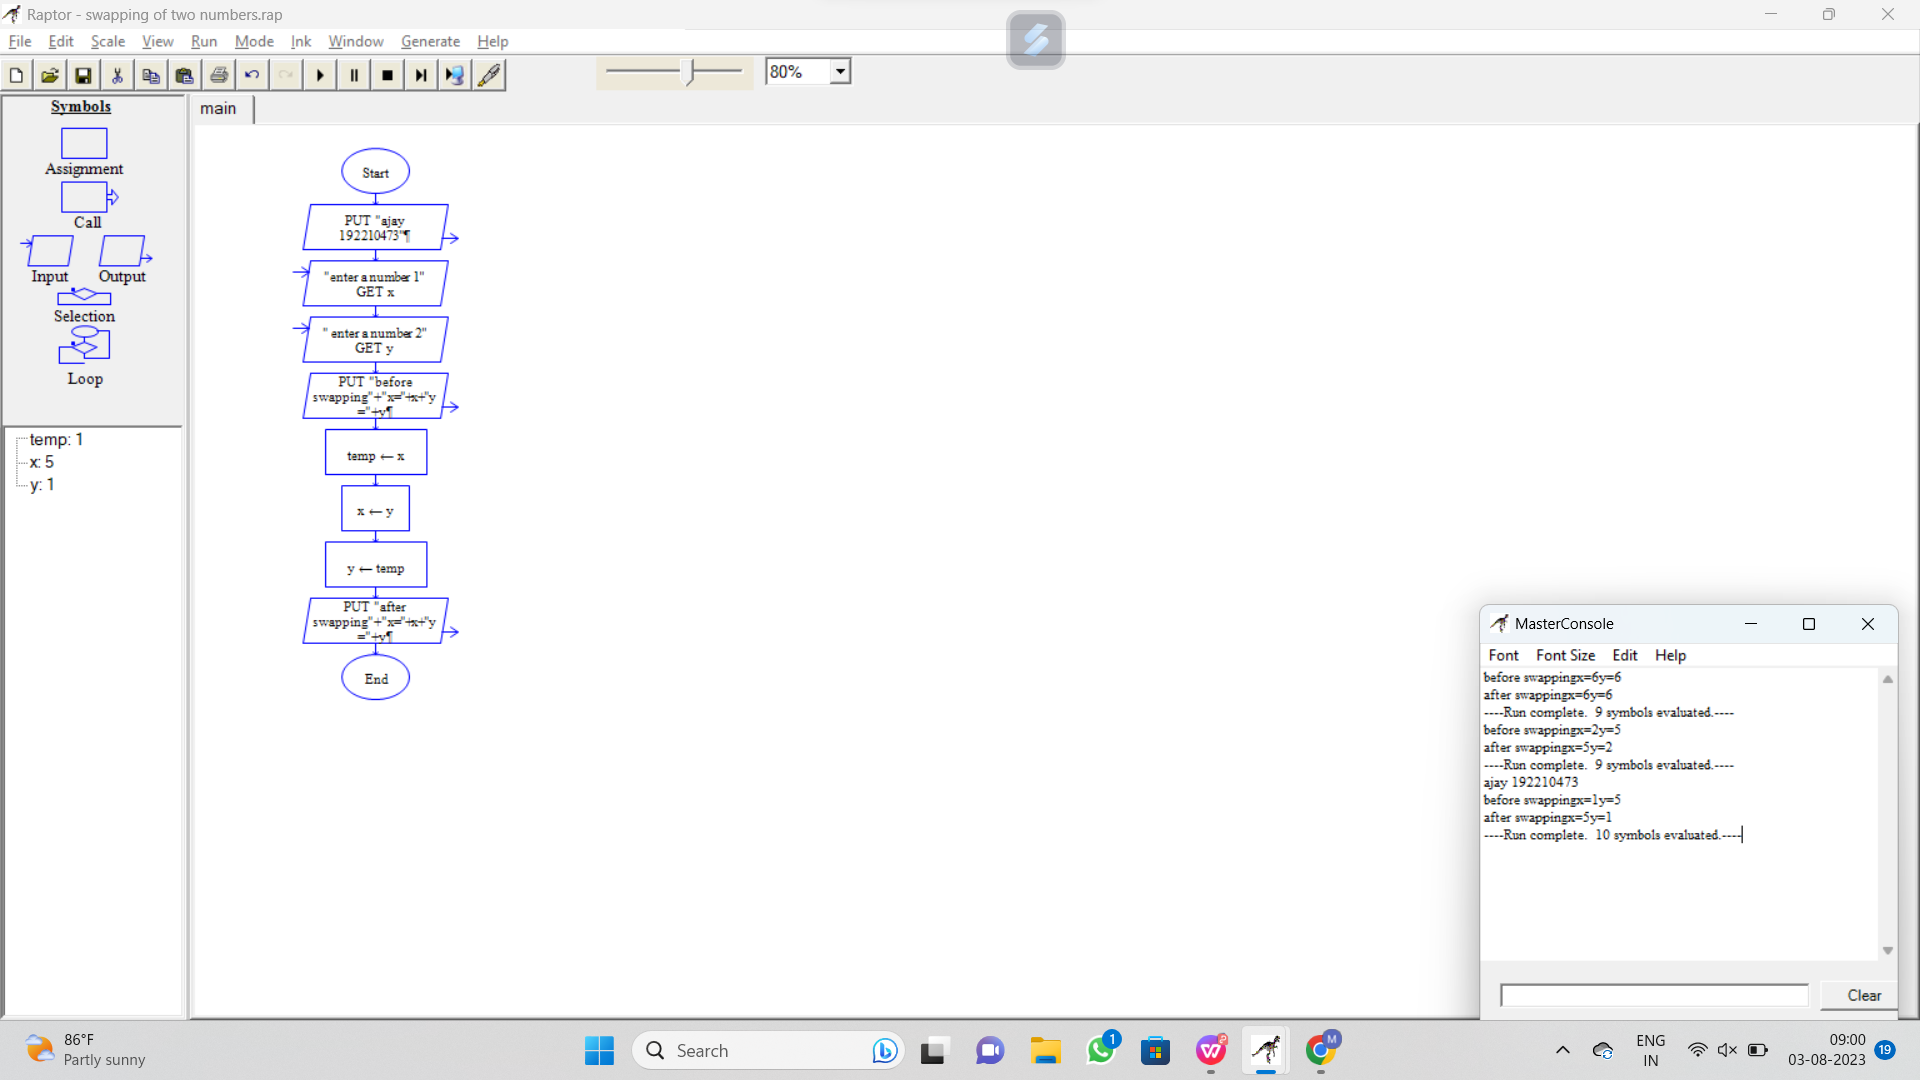 Raptor - swapping of two numbers.rap
File Edit Scale View Run Mode Ink Window Generate Help
80%
Symbols
Assignment
Call
Input Output
Selection
Loop
temp: 1
x: 5
y: 1
main
Start
PUT "ajay
192210473"¶
"enter a number 1"
GET x
" enter a number 2"
GET y
PUT "before
swapping"+"x="+x+"y
="+y¶
temp ← x
x ← y
y ← temp
PUT "after
swapping"+"x="+x+"y
="+y¶
End
MasterConsole
Font Font Size Edit Help
before swappingx=6y=6
after swappingx=6y=6
----Run complete.  9 symbols evaluated.----
before swappingx=2y=5
after swappingx=5y=2
----Run complete.  9 symbols evaluated.----
ajay 192210473
before swappingx=1y=5
after swappingx=5y=1
----Run complete.  10 symbols evaluated.----
Clear
86°F
Partly sunny
Search
1
M
ENG
IN
09:00
03-08-2023
19